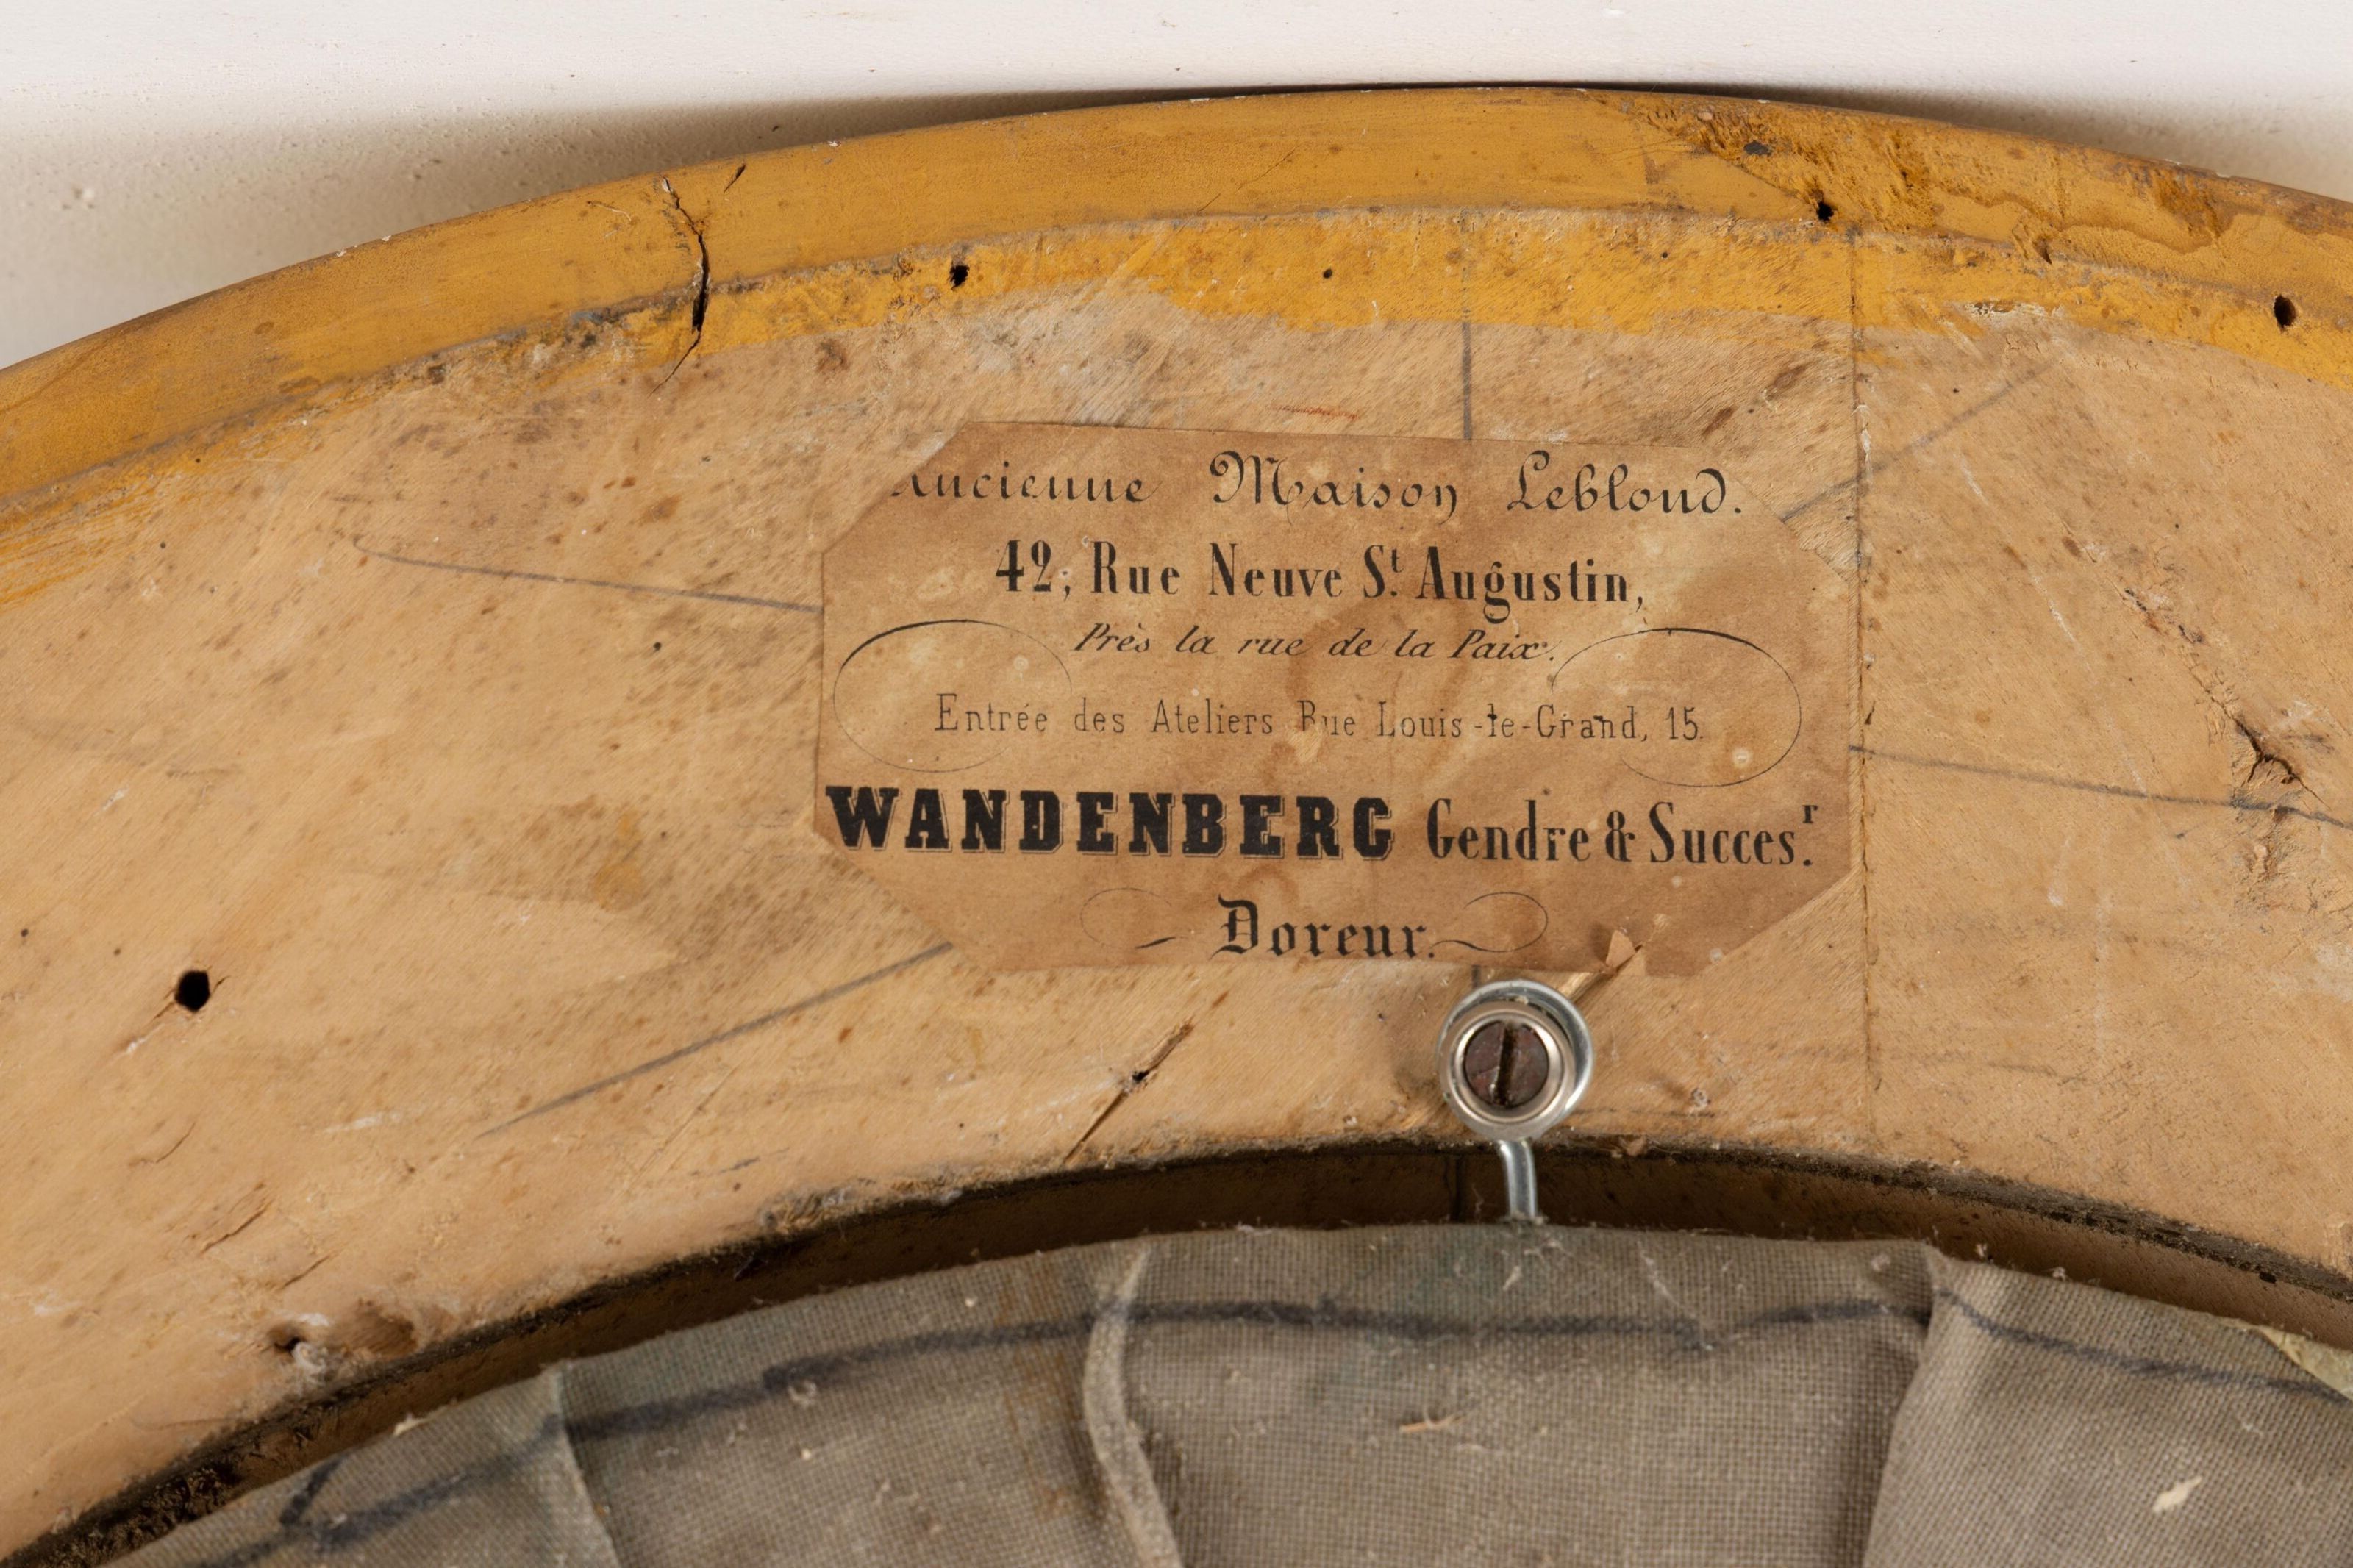 Ancienne Maison Leblond.
42, Rue Neuve St. Augustin,
Près la rue de la Paix.
Entrée des Ateliers Rue Louis-le-Grand, 15.
WANDENBERG Gendre & Succes.r
Doreur.